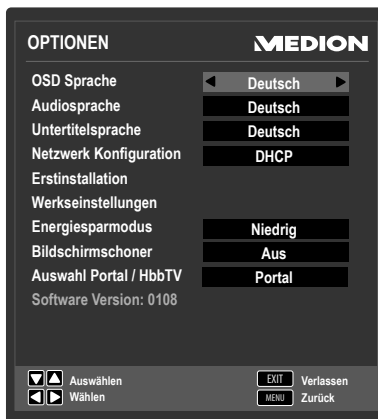 OPTIONEN MEDION
OSD Sprache Deutsch
Audiosprache Deutsch
Untertitelsprache Deutsch
Netzwerk Konfiguration DHCP
Erstinstallation
Werkseinstellungen
Energiesparmodus Niedrig
Bildschirmschoner Aus
Auswahl Portal / HbbTV Portal
Software Version: 0108
Auswählen EXIT Verlassen
Wählen MENU Zurück